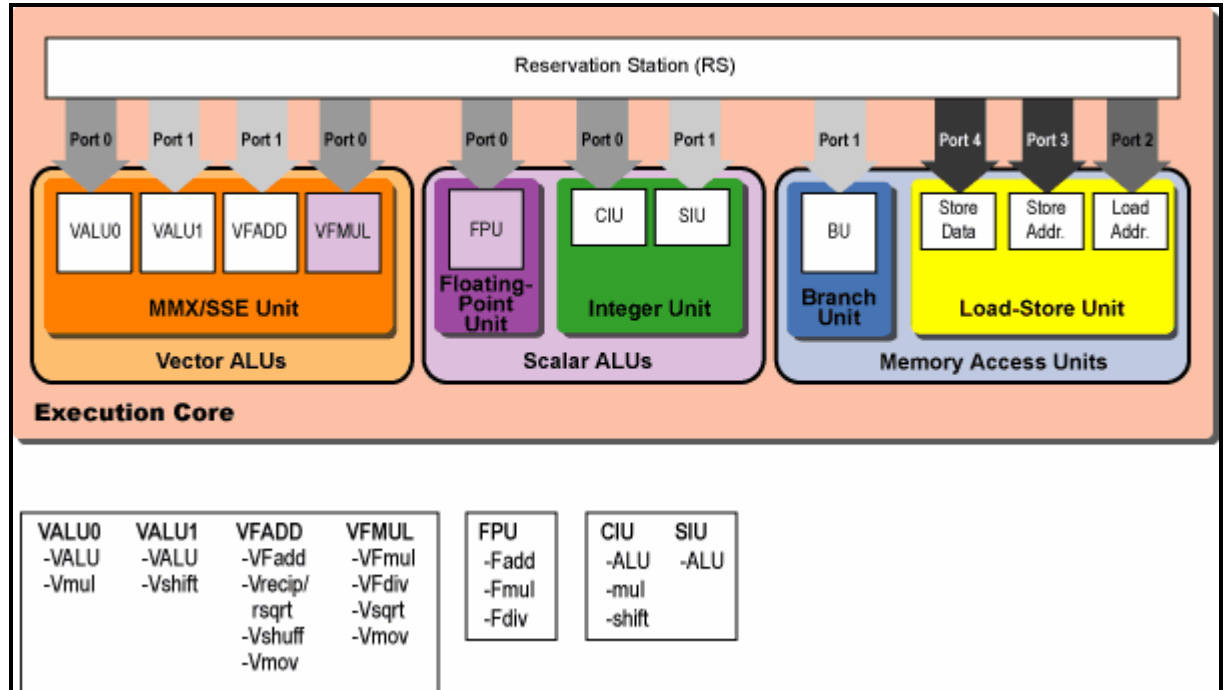 Reservation Station (RS)
Port 0
Port 1
Port 1
Port 0
Port 0
Port 0
Port 1
Port 1
Port 4
Port 3
Port 2
VALU0
VALU1
VFADD
VFMUL
MMX/SSE Unit
Vector ALUs
FPU
Floating-
Point
Unit
CIU
SIU
Integer Unit
Scalar ALUs
BU
Branch
Unit
Store
Data
Store
Addr.
Load
Addr.
Load-Store Unit
Memory Access Units
Execution Core
VALU0
-VALU
-Vmul
VALU1
-VALU
-Vshift
VFADD
-VFadd
-Vrecip/
rsqrt
-Vshuff
-Vmov
VFMUL
-VFmul
-VFdiv
-Vsqrt
-Vmov
FPU
-Fadd
-Fmul
-Fdiv
CIU
-ALU
-mul
-shift
SIU
-ALU